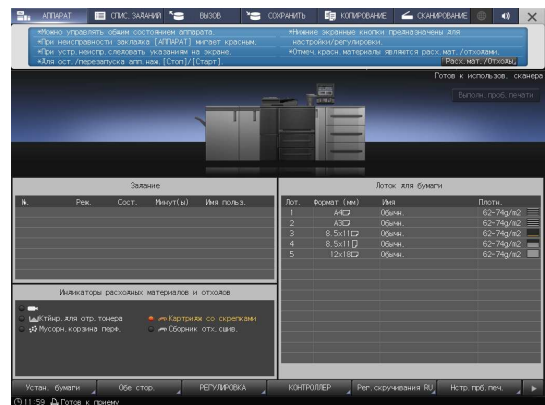 АППАРАТ
СПИС. ЗАДАНИЙ
ВЫЗОВ
СОХРАНИТЬ
КОПИРОВАНИЕ
СКАНИРОВАНИЕ
*Можно управлять общим состоянием аппарата.
*При неисправности закладка [АППАРАТ] мигает красным.
*При устр.неиспр.следовать указаниям на экране.
*Для ост./перезапуска апп.наж.[Стоп]/[Старт].
*Нижние экранные кнопки предназначены для
настройки/регулировки.
*Отмеч.красн.материалы являются расх.мат./отходами.
Расх.мат./Отходы,
Готов к использов. сканера
Выполн.проб.печати
Задание
№. Реж. Сост. Минут(ы) Имя польз.
Лоток для бумаги
Лот. Формат (мм) Имя Плотн.
1 A4 Обычн. 62-74g/m2
2 A3 Обычн. 62-74g/m2
3 8.5x11 Обычн. 62-74g/m2
4 8.5x11 Обычн. 62-74g/m2
5 12x18 Обычн. 62-74g/m2
Индикаторы расходных материалов и отходов
Ктйнр.для отр.тонера
Картридж со скрепками
Мусорн.корзина перф.
Сборник отх.сшив.
Устан. бумаги
Обе стор.
РЕГУЛИРОВКА
КОНТРОЛЛЕР
Рег.скручивания RU
Нстр. прб.печ.
11:59 Готов к приему